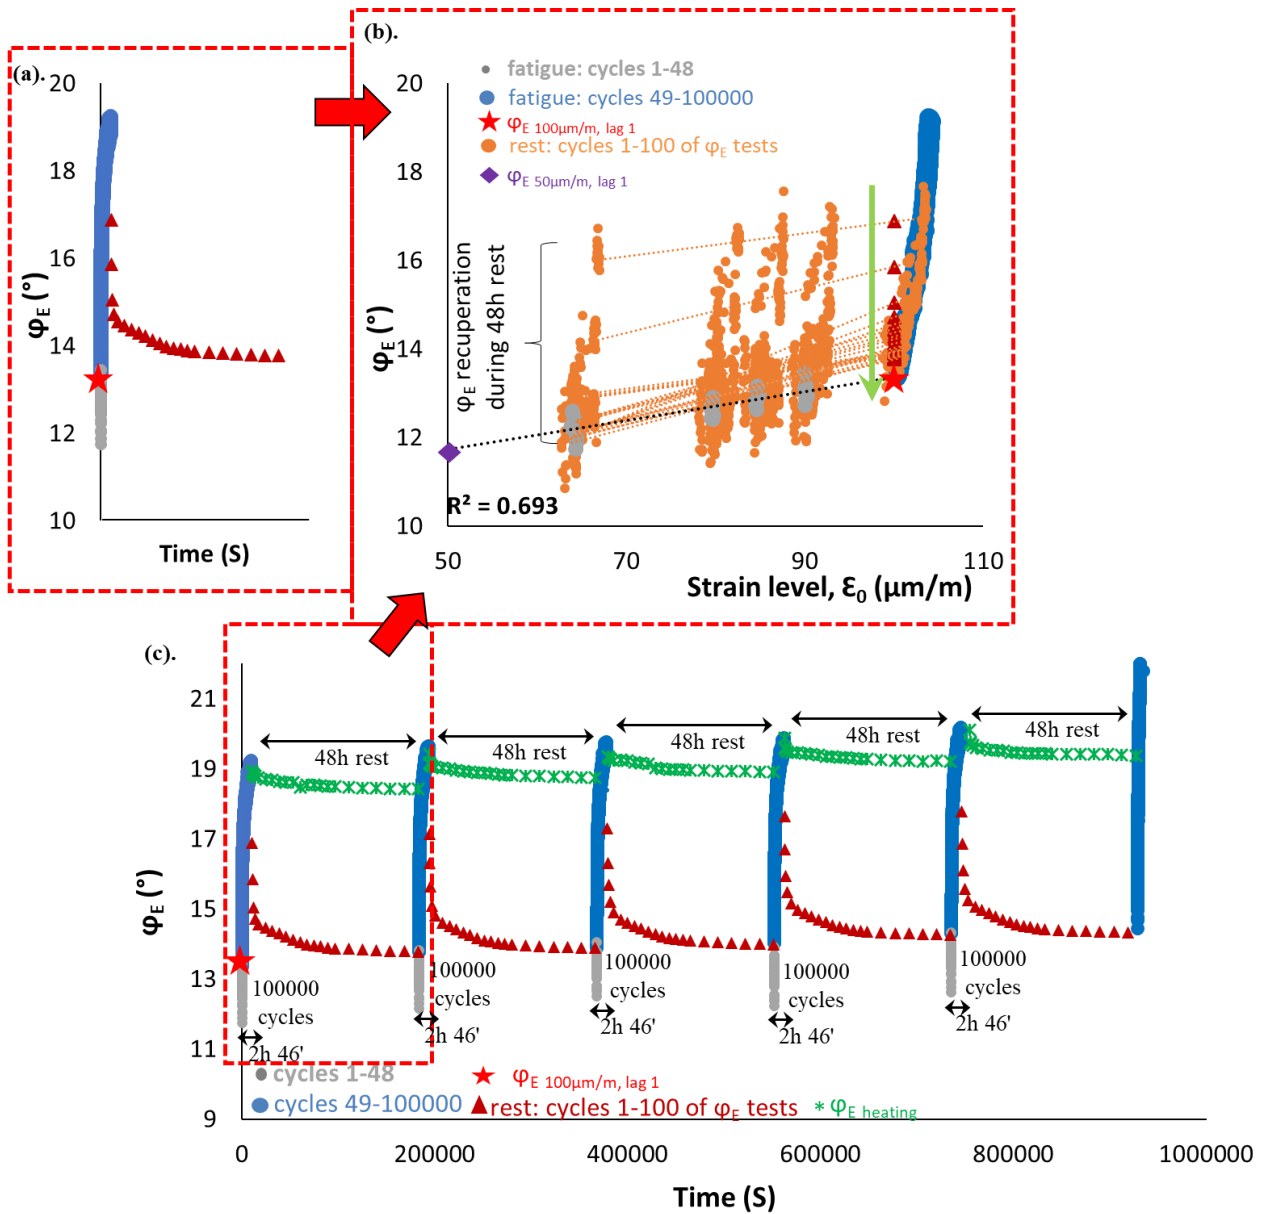 (a).
20
18
16
14
12
10
φE (°)
Time (S)
(b).
fatigue: cycles 1-48
fatigue: cycles 49-100000
φE 100µm/m, lag 1
rest: cycles 1-100 of φE tests
φE 50µm/m, lag 1
20
18
16
14
12
10
φE (°)
φE recuperation
during 48h rest
R² = 0.693
50
70
90
110
Strain level, Ɛ0 (µm/m)
(c).
21
19
17
15
13
11
9
φE (°)
48h rest
48h rest
48h rest
48h rest
48h rest
100000
cycles
2h 46'
100000
cycles
2h 46'
100000
cycles
2h 46'
100000
cycles
2h 46'
100000
cycles
2h 46'
cycles 1-48
φE 100µm/m, lag 1
cycles 49-100000
rest: cycles 1-100 of φE tests
φE heating
0
200000
400000
600000
800000
1000000
Time (S)